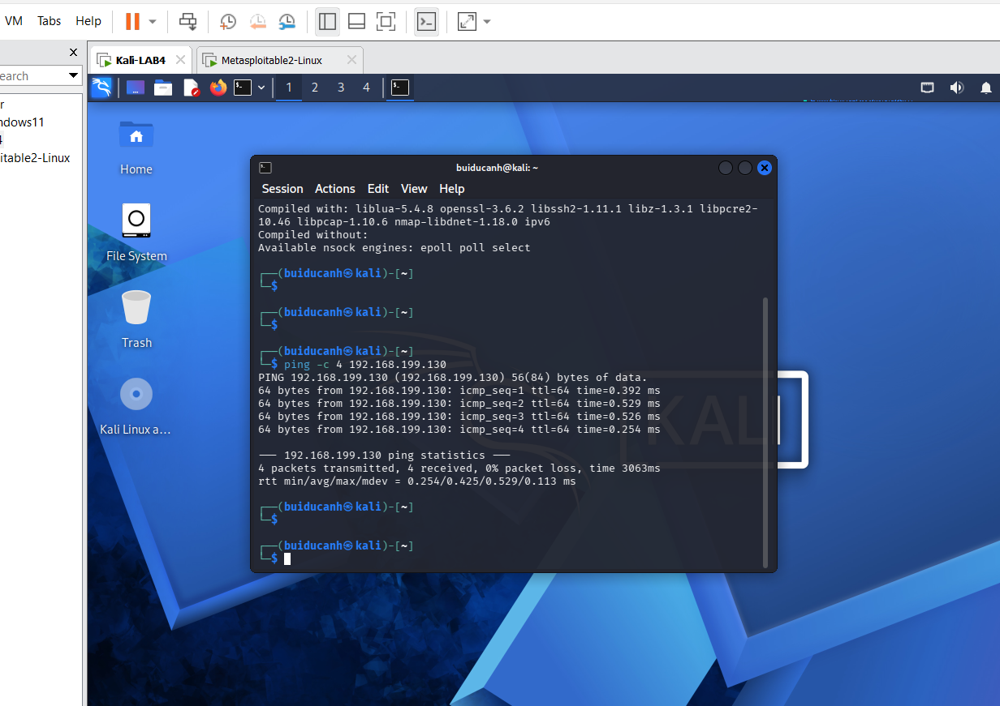 VM Tabs Help
Kali-LAB4 Metasploitable2-Linux
earch
r
1 2 3 4
ndows11
4
itable2-Linux
Home
File System
Trash
Kali Linux a...
buiducanh@kali: ~
Session Actions Edit View Help
Compiled with: liblua-5.4.8 openssl-3.6.2 libssh2-1.11.1 libz-1.3.1 libpcre2-
10.46 libpcap-1.10.6 nmap-libdnet-1.18.0 ipv6
Compiled without:
Available nsock engines: epoll poll select
┌──(buiducanh㉿kali)-[~]
└─$
┌──(buiducanh㉿kali)-[~]
└─$
┌──(buiducanh㉿kali)-[~]
└─$ ping -c 4 192.168.199.130
PING 192.168.199.130 (192.168.199.130) 56(84) bytes of data.
64 bytes from 192.168.199.130: icmp_seq=1 ttl=64 time=0.392 ms
64 bytes from 192.168.199.130: icmp_seq=2 ttl=64 time=0.529 ms
64 bytes from 192.168.199.130: icmp_seq=3 ttl=64 time=0.526 ms
64 bytes from 192.168.199.130: icmp_seq=4 ttl=64 time=0.254 ms
--- 192.168.199.130 ping statistics ---
4 packets transmitted, 4 received, 0% packet loss, time 3063ms
rtt min/avg/max/mdev = 0.254/0.425/0.529/0.113 ms
┌──(buiducanh㉿kali)-[~]
└─$
┌──(buiducanh㉿kali)-[~]
└─$
KALI